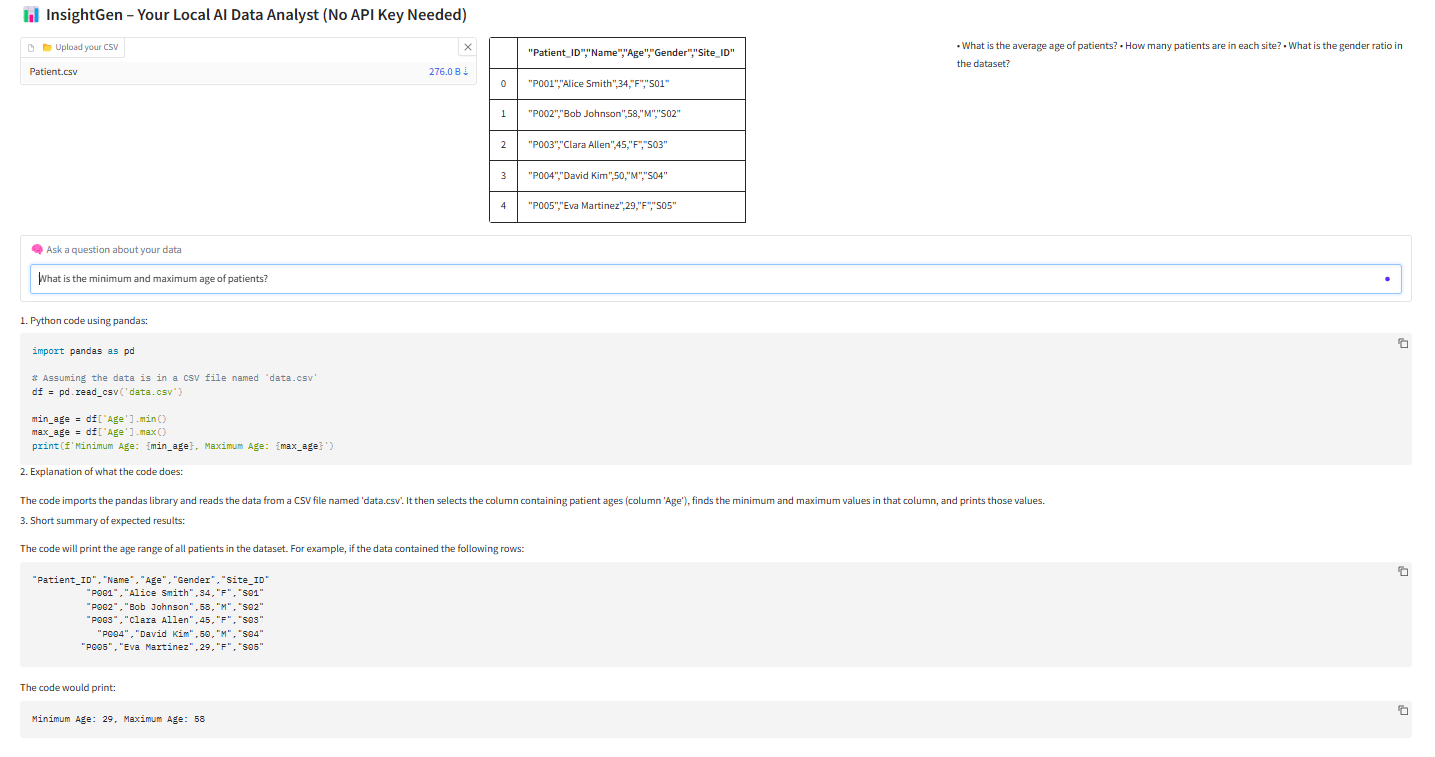 InsightGen – Your Local AI Data Analyst (No API Key Needed)
Upload your CSV
Patient.csv 276.0 B ↓
"Patient_ID","Name","Age","Gender","Site_ID"
0 "P001","Alice Smith",34,"F","S01"
1 "P002","Bob Johnson",58,"M","S02"
2 "P003","Clara Allen",45,"F","S03"
3 "P004","David Kim",50,"M","S04"
4 "P005","Eva Martinez",29,"F","S05"
• What is the average age of patients? • How many patients are in each site? • What is the gender ratio in
the dataset?
Ask a question about your data
What is the minimum and maximum age of patients?
1. Python code using pandas:
import pandas as pd
# Assuming the data is in a CSV file named 'data.csv'
df = pd.read_csv('data.csv')
min_age = df['Age'].min()
max_age = df['Age'].max()
print(f'Minimum Age: {min_age}, Maximum Age: {max_age}')
2. Explanation of what the code does:
The code imports the pandas library and reads the data from a CSV file named 'data.csv'. It then selects the column containing patient ages (column 'Age'), finds the minimum and maximum values in that column, and prints those values.
3. Short summary of expected results:
The code will print the age range of all patients in the dataset. For example, if the data contained the following rows:
"Patient_ID","Name","Age","Gender","Site_ID"
"P001","Alice Smith",34,"F","S01"
"P002","Bob Johnson",58,"M","S02"
"P003","Clara Allen",45,"F","S03"
"P004","David Kim",50,"M","S04"
"P005","Eva Martinez",29,"F","S05"
The code would print:
Minimum Age: 29, Maximum Age: 58